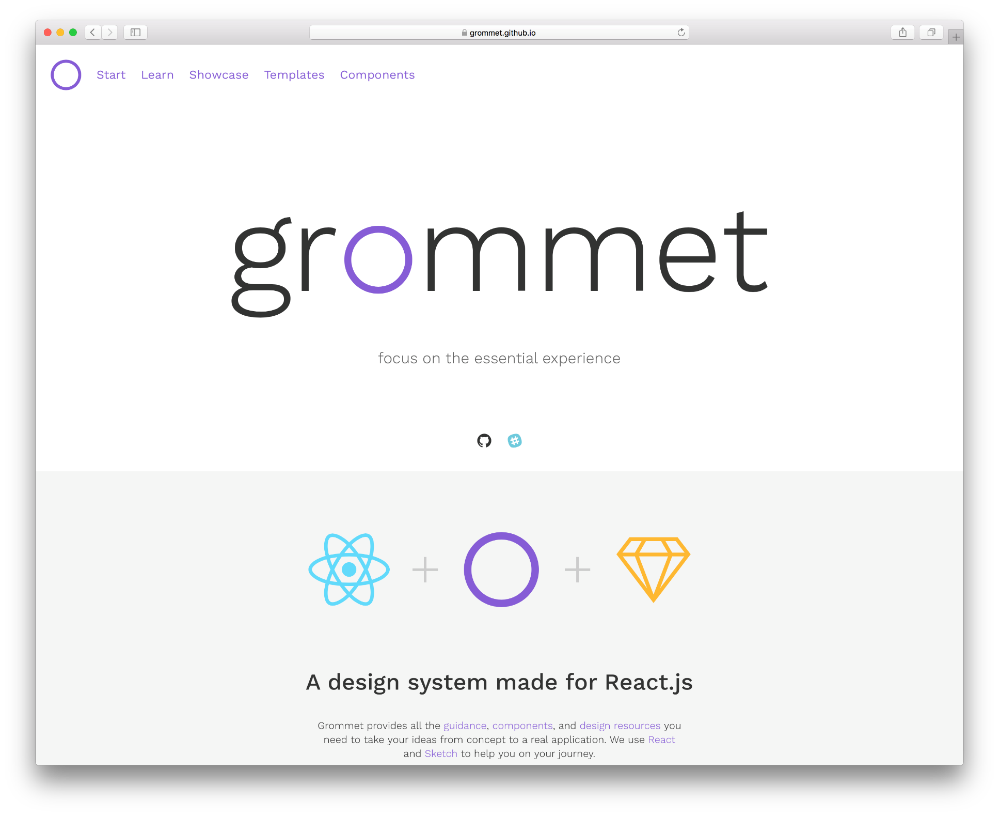 grommet.github.io
Start Learn Showcase Templates Components
grommet
focus on the essential experience
A design system made for React.js
Grommet provides all the guidance, components, and design resources you
need to take your ideas from concept to a real application. We use React
and Sketch to help you on your journey.